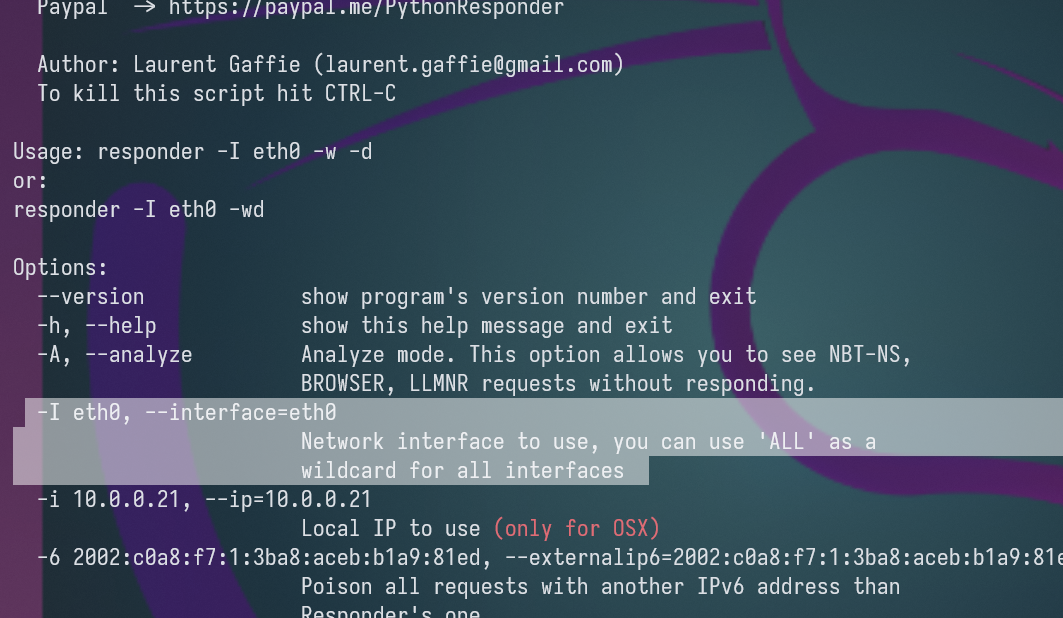 Paypal -> https://paypal.me/PythonResponder
Author: Laurent Gaffie (laurent.gaffie@gmail.com)
To kill this script hit CTRL-C
Usage: responder -I eth0 -w -d
or:
responder -I eth0 -wd
Options:
--version show program's version number and exit
-h, --help show this help message and exit
-A, --analyze Analyze mode. This option allows you to see NBT-NS,
BROWSER, LLMNR requests without responding.
-I eth0, --interface=eth0
Network interface to use, you can use 'ALL' as a
wildcard for all interfaces
-i 10.0.0.21, --ip=10.0.0.21
Local IP to use (only for OSX)
-6 2002:c0a8:f7:1:3ba8:aceb:b1a9:81ed, --externalip6=2002:c0a8:f7:1:3ba8:aceb:b1a9:81e
Poison all requests with another IPv6 address than
Responder's one